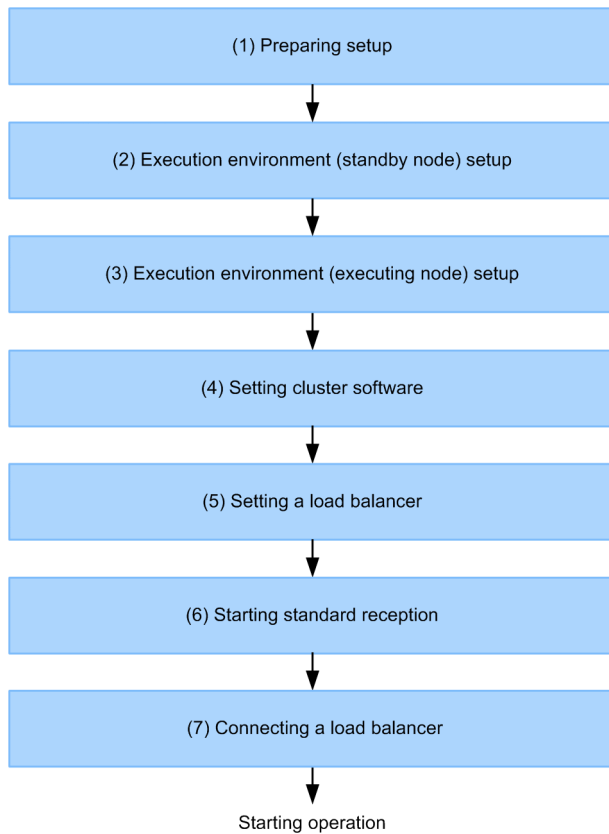 (1) Preparing setup
(2) Execution environment (standby node) setup
(3) Execution environment (executing node) setup
(4) Setting cluster software
(5) Setting a load balancer
(6) Starting standard reception
(7) Connecting a load balancer
Starting operation